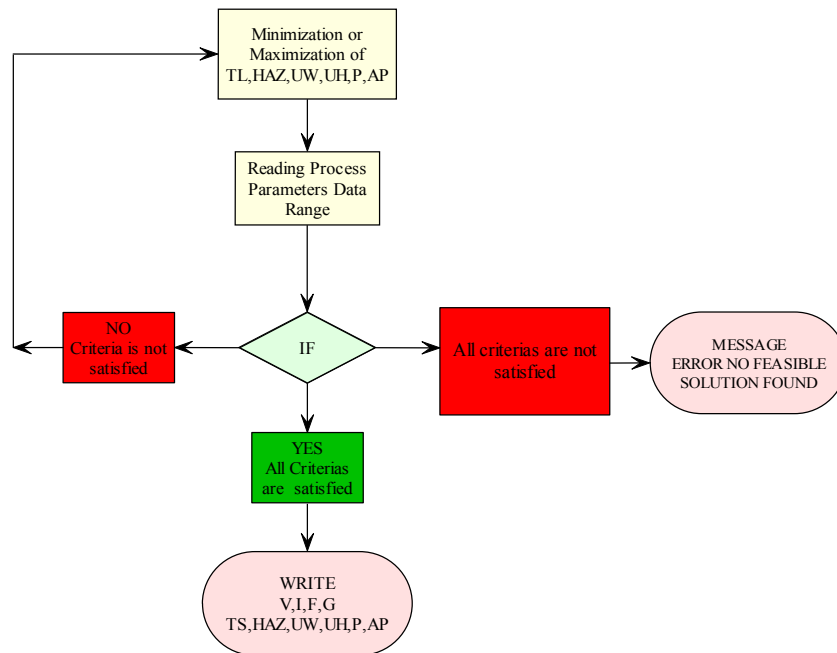 Minimization or
Maximization of
TL,HAZ,UW,UH,P,AP
Reading Process
Parameters Data
Range
NO
Criteria is not
satisfied
IF
All criterias are not
satisfied
MESSAGE
ERROR NO FEASIBLE
SOLUTION FOUND
YES
All Criterias
are satisfied
WRITE
V,I,F,G
TS,HAZ,UW,UH,P,AP